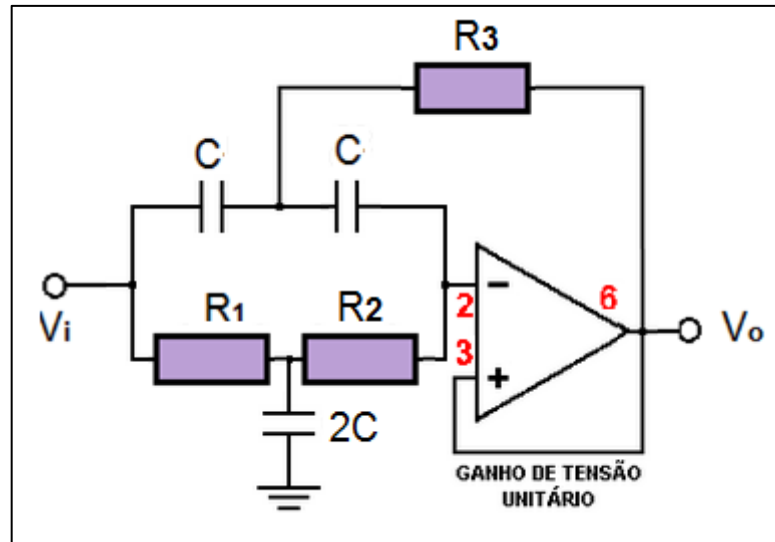 R3
C
C
Vi
R1
R2
2
3
6
−
+
Vo
2C
GANHO DE TENSÃO
UNITÁRIO